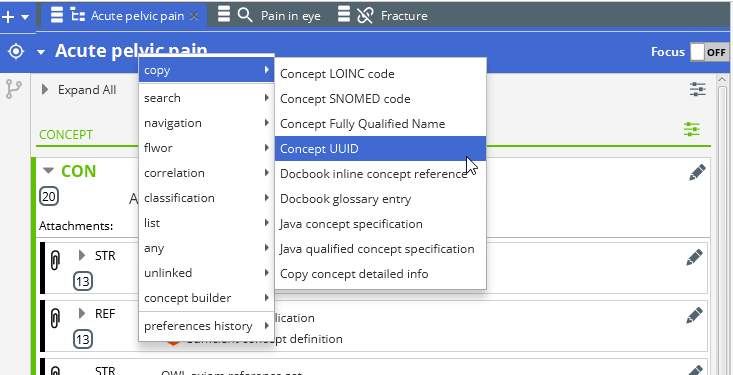 Acute pelvic pain
Pain in eye
Fracture
Acute pelvic pain
Focus
OFF
Expand All
CONCEPT
CON
20
A
Attachments:
STR
13
REF
lication
13
Sufficient concept definition
STR
OWL axiom reference set
copy
search
navigation
flwor
correlation
classification
list
any
unlinked
concept builder
preferences history
Concept LOINC code
Concept SNOMED code
Concept Fully Qualified Name
Concept UUID
Docbook inline concept reference
Docbook glossary entry
Java concept specification
Java qualified concept specification
Copy concept detailed info